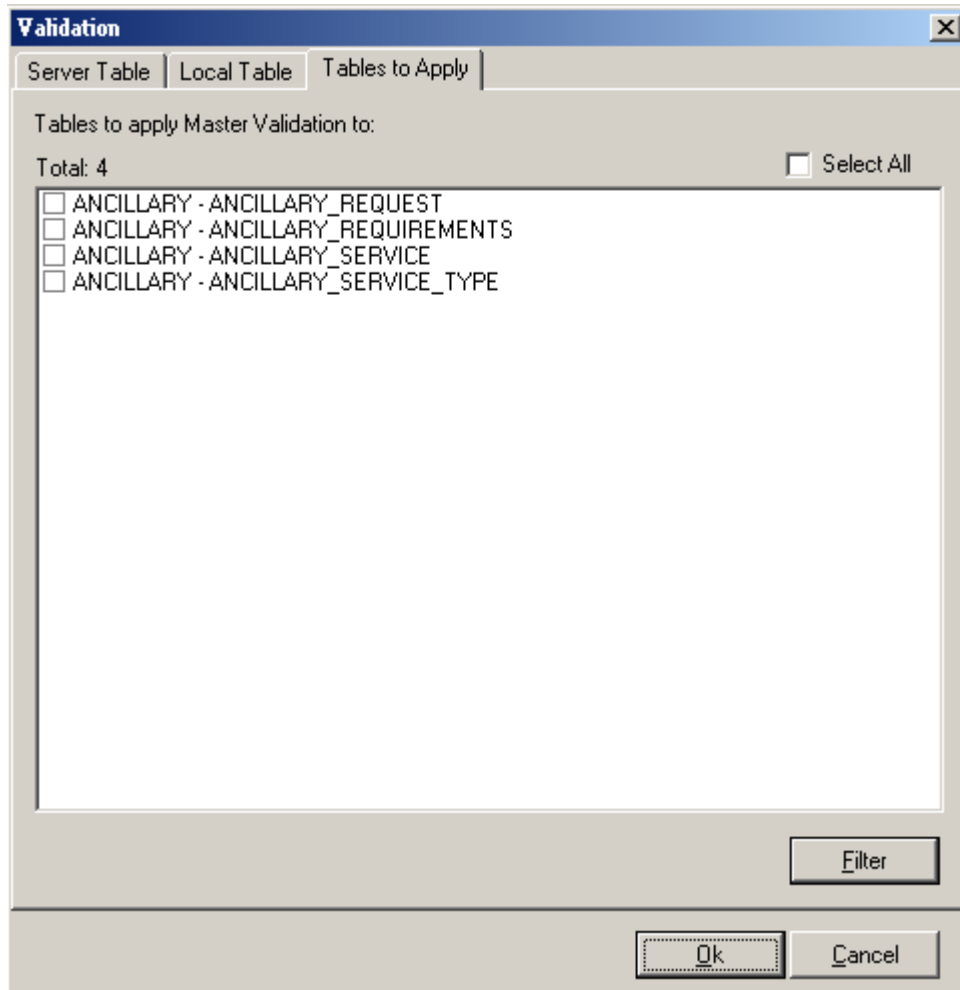 Validation
Server Table Local Table Tables to Apply
Tables to apply Master Validation to:
Total: 4 Select All
ANCILLARY - ANCILLARY_REQUEST
ANCILLARY - ANCILLARY_REQUIREMENTS
ANCILLARY - ANCILLARY_SERVICE
ANCILLARY - ANCILLARY_SERVICE_TYPE
Filter
Ok Cancel